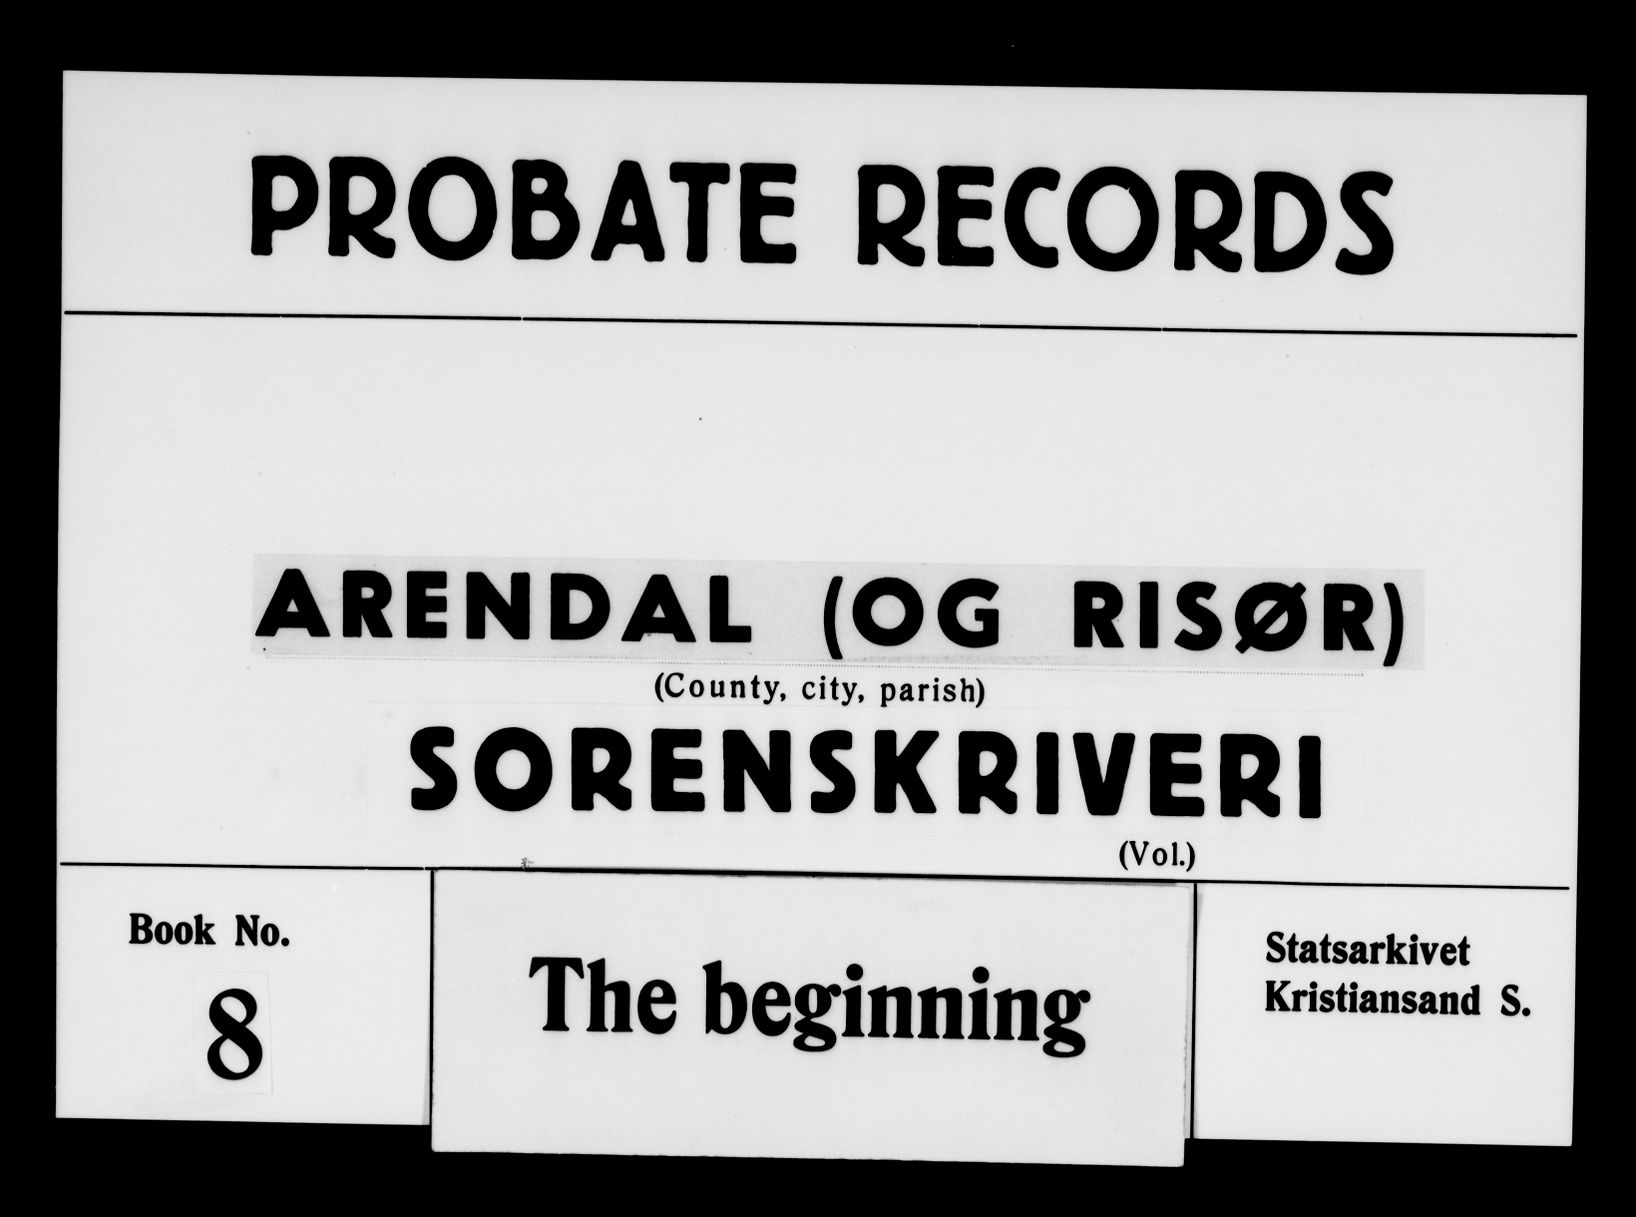 PROBATE RECORDS
ARENDAL (OG RISØR)
(County, city, parish)
SORENSKRIVERI
(Vol.)
Book No.
8
The beginning
Statsarkivet
Kristiansand S.